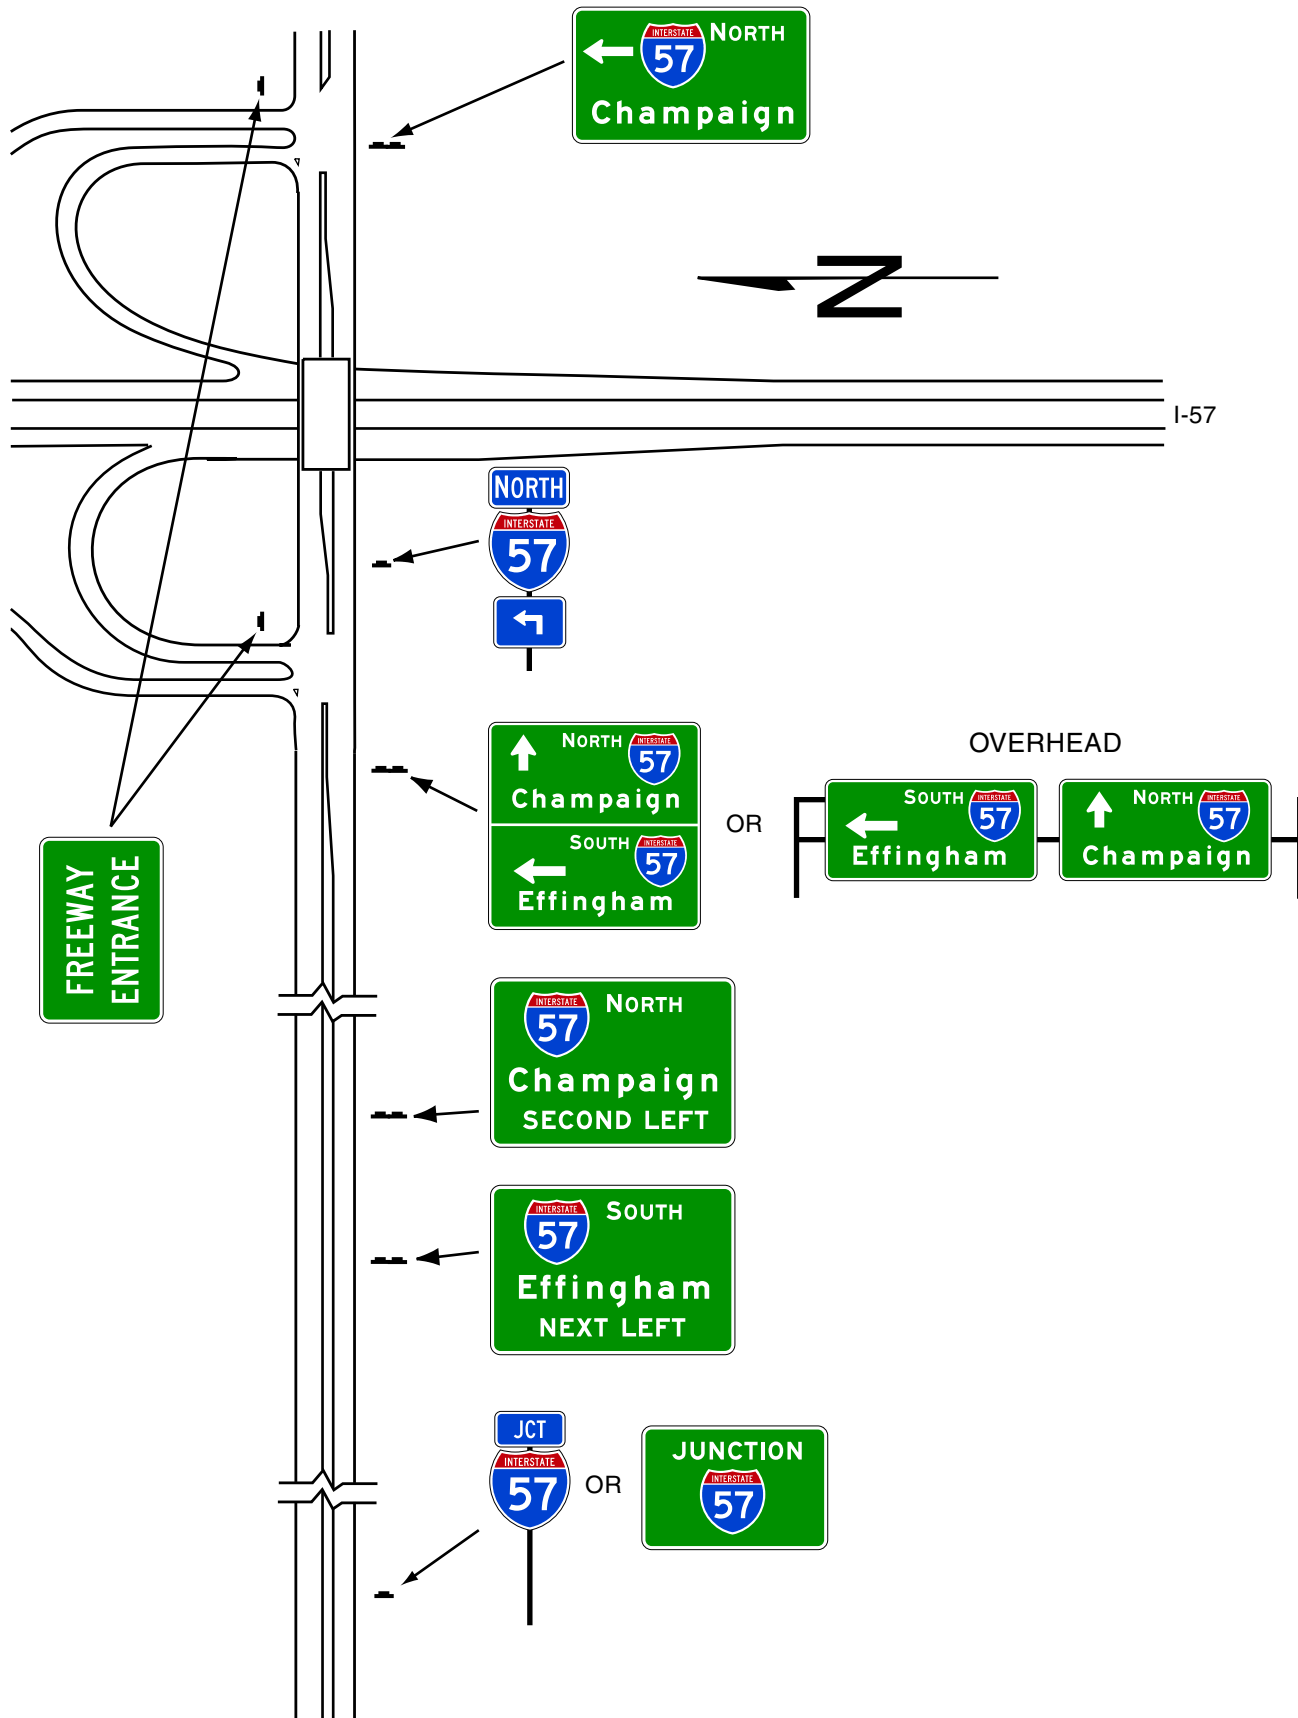 INTERSTATE
57 NORTH
Champaign
N
I-57
NORTH
INTERSTATE
57
NORTH INTERSTATE 57
Champaign
SOUTH INTERSTATE 57
Effingham
OR
OVERHEAD
SOUTH INTERSTATE 57
Effingham
NORTH INTERSTATE 57
Champaign
FREEWAY
ENTRANCE
INTERSTATE
57 NORTH
Champaign
SECOND LEFT
INTERSTATE
57 SOUTH
Effingham
NEXT LEFT
JCT
INTERSTATE
57
OR
JUNCTION
INTERSTATE
57